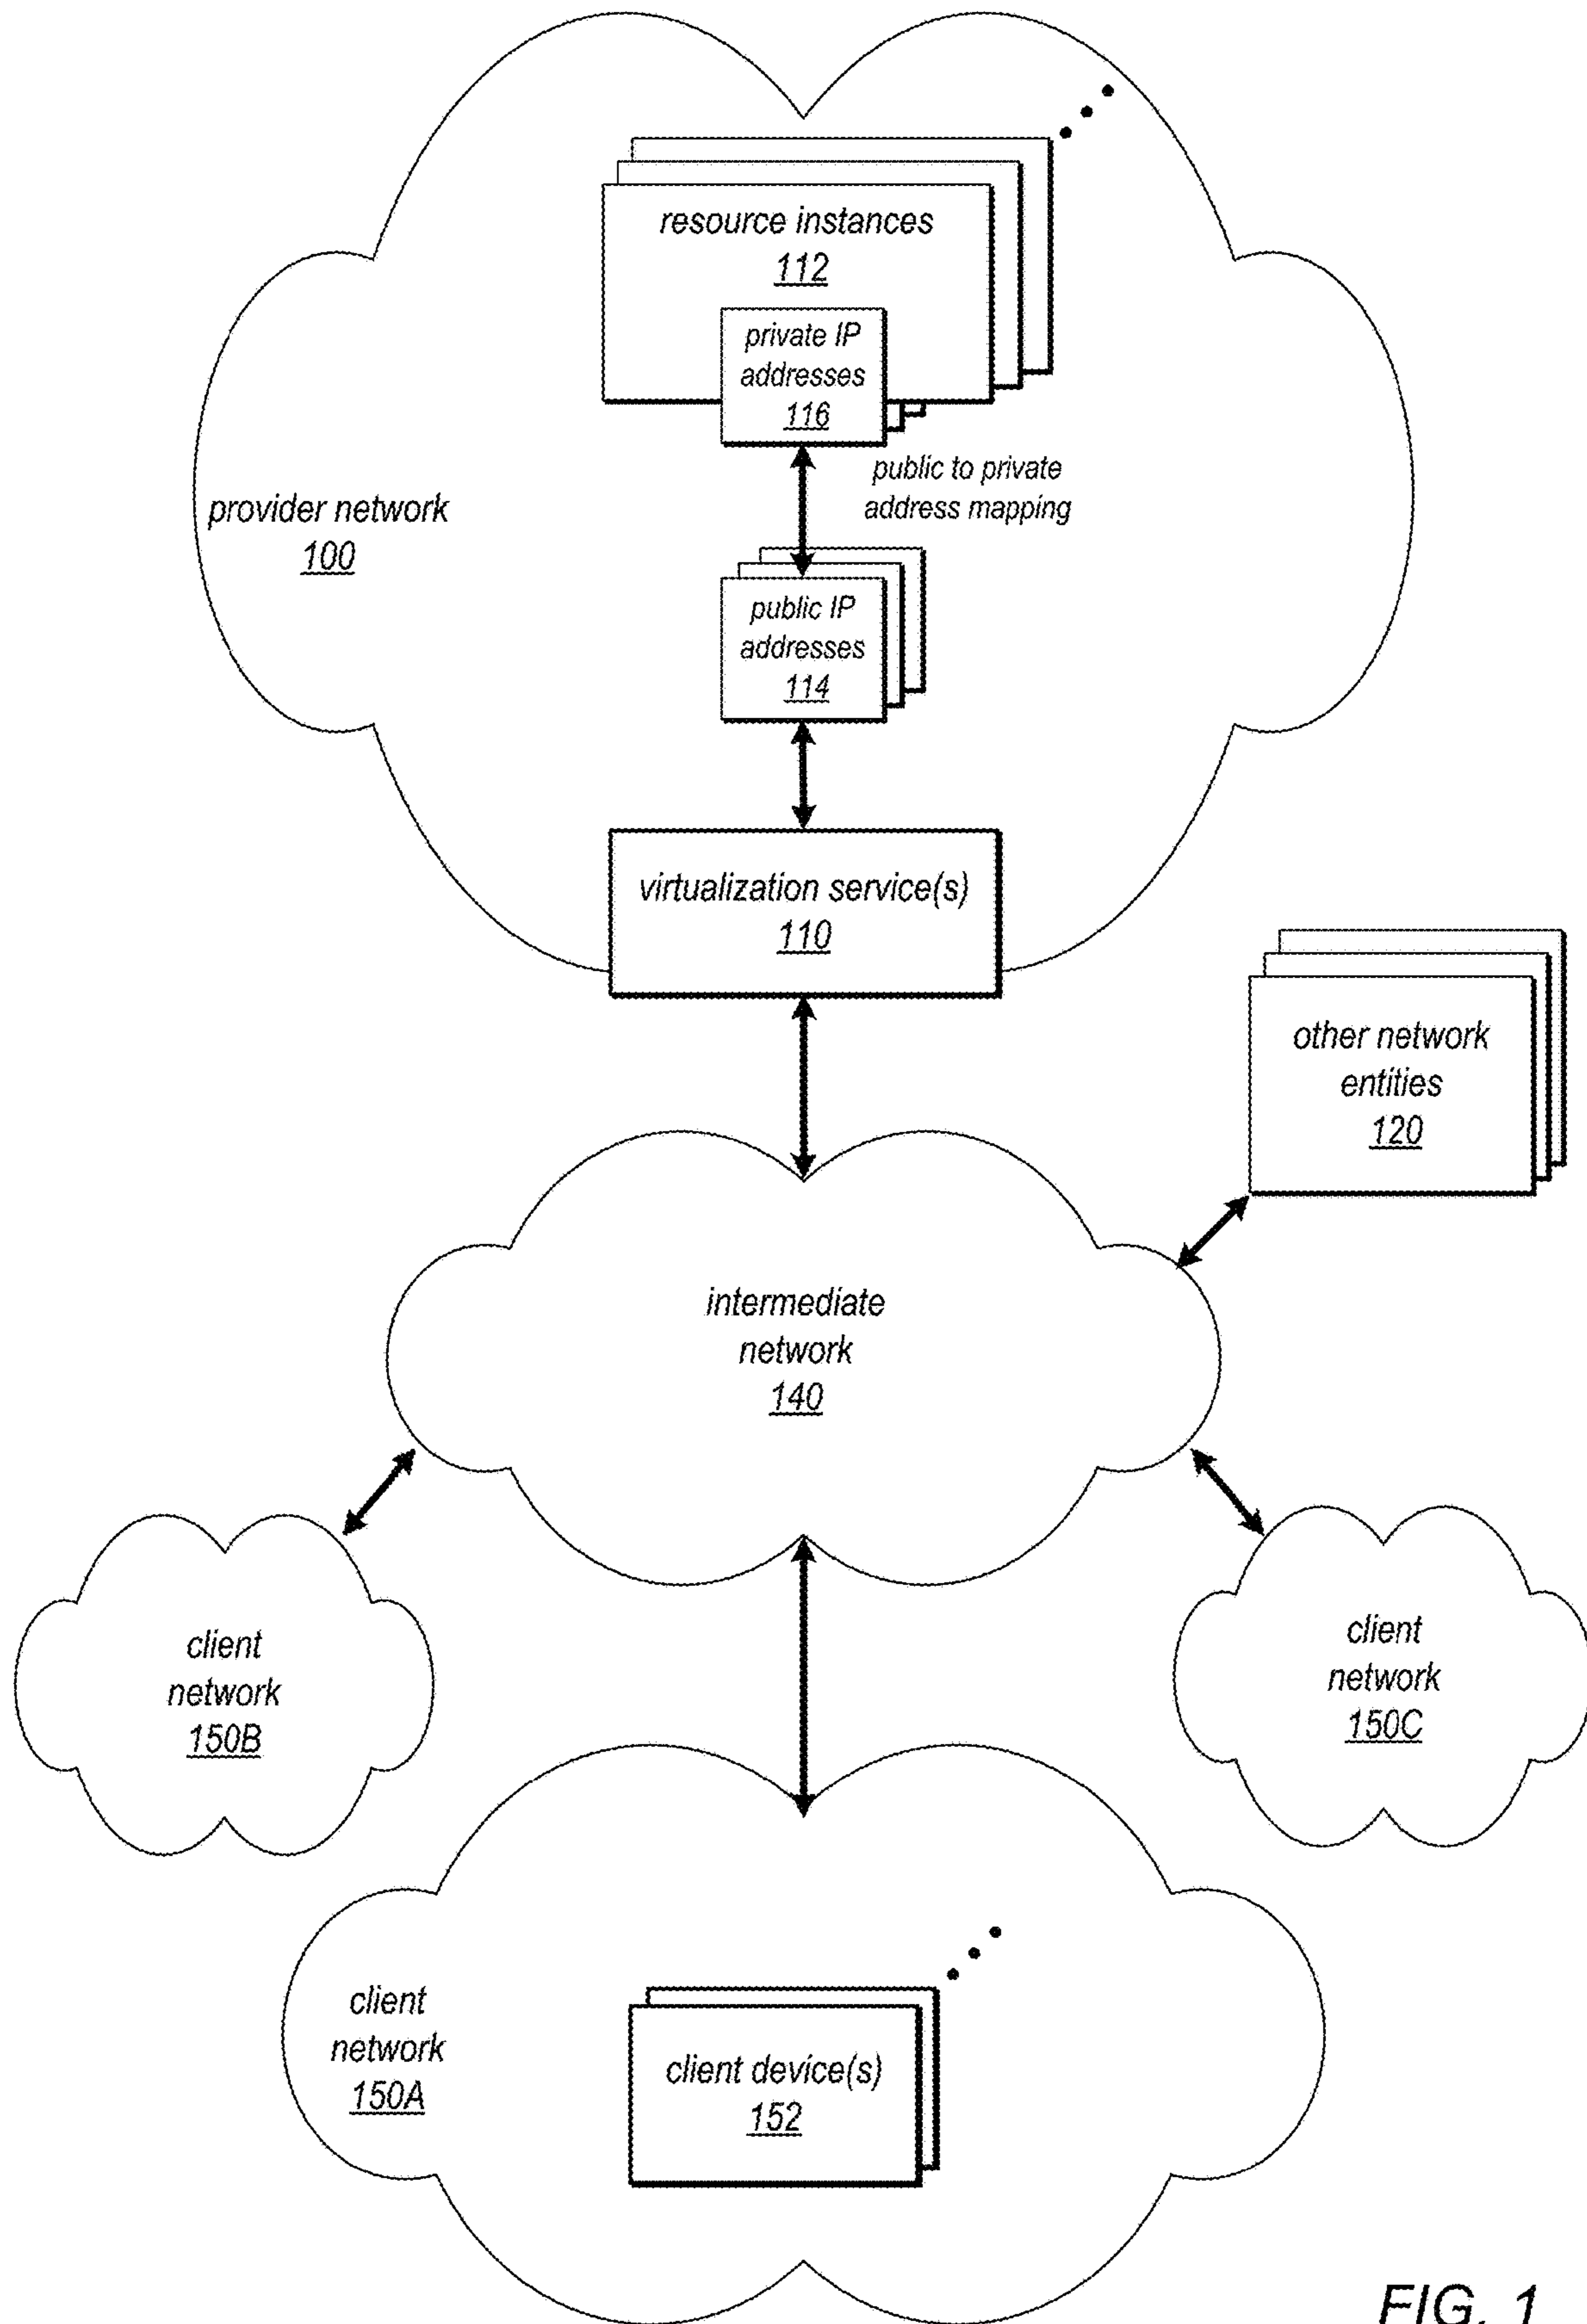 resource instances
112
private IP
addresses
116
public to private
address mapping
provider network
100
public IP
addresses
114
virtualization service(s)
110
other network
entities
120
intermediate
network
140
client
network
150B
client
network
150C
client
network
150A
client device(s)
152
FIG. 1